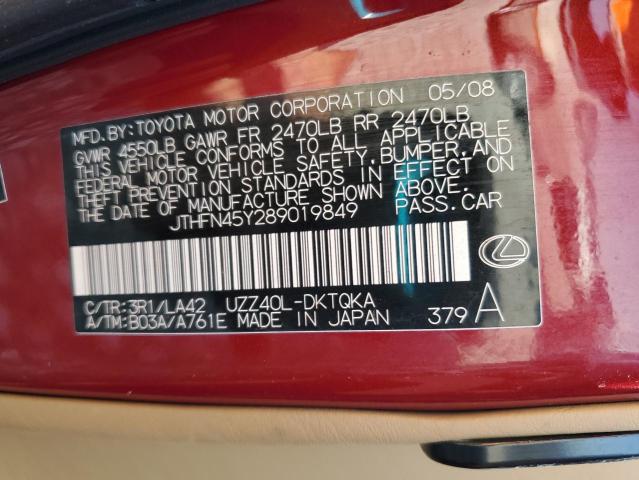 MFD.BY:TOYOTA MOTOR CORPORATION 05/08
GVWR 4550LB GAWR FR 2470LB RR 2470LB
THIS VEHICLE CONFORMS TO ALL APPLICABLE
FEDERAL MOTOR VEHICLE SAFETY,BUMPER,AND
THEFT PREVENTION STANDARDS IN EFFECT ON
THE DATE OF MANUFACTURE SHOWN ABOVE.
JTHFN45Y289019849 PASS.CAR
C/TR:3R1/LA42 UZZ40L-DKTQKA
A/TM:B03A/A761E MADE IN JAPAN 379 A